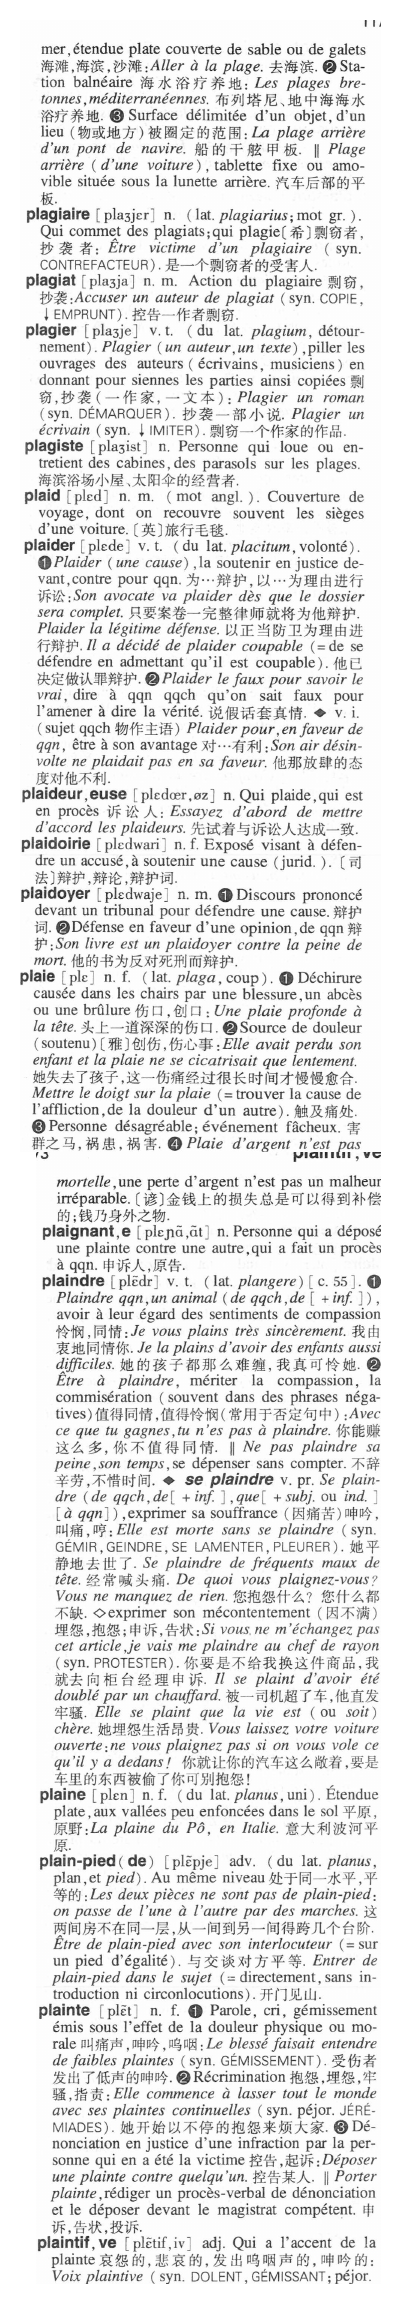 mer, étendue plate couverte de sable ou de galets
海滩,海滨,沙滩:Aller à la plage. 去海滨. ❷ Sta-
tion balnéaire 海水浴疗养地: Les plages bre-
tonnes, méditerranéennes. 布列塔尼、地中海海水
浴疗养地. ❸ Surface délimitée d'un objet, d'un
lieu (物或地方)被圈定的范围: La plage arrière
d'un pont de navire. 船的干舷甲板. ‖ Plage
arrière (d'une voiture), tablette fixe ou amo-
vible située sous la lunette arrière. 汽车后部的平
板.
plagiaire [plaʒjɛr] n. (lat. plagiarius; mot gr.).
Qui commet des plagiats; qui plagie[希]剽窃者,
抄袭者: Être victime d'un plagiaire (syn.
CONTREFACTEUR). 是一个剽窃者的受害人.
plagiat [plaʒja] n. m. Action du plagiaire 剽窃,
抄袭:Accuser un auteur de plagiat (syn. COPIE,
↓EMPRUNT). 控告一作者剽窃.
plagier [plaʒje] v. t. (du lat. plagium, détour-
nement). Plagier (un auteur, un texte), piller les
ouvrages des auteurs (écrivains, musiciens) en
donnant pour siennes les parties ainsi copiées 剽
窃,抄袭(一作家,一文本): Plagier un roman
(syn. DÉMARQUER). 抄袭一部小说. Plagier un
écrivain (syn. ↓IMITER). 剽窃一个作家的作品.
plagiste [plaʒist] n. Personne qui loue ou en-
tretient des cabines, des parasols sur les plages.
海滨浴场小屋、太阳伞的经营者.
plaid [plɛd] n. m. (mot angl.). Couverture de
voyage, dont on recouvre souvent les sièges
d'une voiture. [英]旅行毛毯.
plaider [plɛde] v. t. (du lat. placitum, volonté).
❶Plaider (une cause), la soutenir en justice de-
vant, contre pour qqn. 为…辩护,以…为理由进行
诉讼:Son avocate va plaider dès que le dossier
sera complet. 只要案卷一完整律师就将为他辩护.
Plaider la légitime défense. 以正当防卫为理由进
行辩护. Il a décidé de plaider coupable (= de se
défendre en admettant qu'il est coupable). 他已
决定做认罪辩护. ❷ Plaider le faux pour savoir le
vrai, dire à qqn qqch qu'on sait faux pour
l'amener à dire la vérité. 说假话套真情. ◆ v. i.
(sujet qqch 物作主语) Plaider pour, en faveur de
qqn, être à son avantage 对…有利: Son air désin-
volte ne plaidait pas en sa faveur. 他那放肆的态
度对他不利.
plaideur, euse [plɛdœr, øz] n. Qui plaide, qui est
en procès 诉讼人: Essayez d'abord de mettre
d'accord les plaideurs. 先试着与诉讼人达成一致.
plaidoirie [plɛdwari] n. f. Exposé visant à défen-
dre un accusé, à soutenir une cause (jurid.). [司
法]辩护,辩论,辩护词.
plaidoyer [plɛdwaje] n. m. ❶ Discours prononcé
devant un tribunal pour défendre une cause. 辩护
词. ❷Défense en faveur d'une opinion, de qqn 辩
护: Son livre est un plaidoyer contre la peine de
mort. 他的书为反对死刑而辩护.
plaie [plɛ] n. f. (lat. plaga, coup). ❶ Déchirure
causée dans les chairs par une blessure, un abcès
ou une brûlure 伤口,创口: Une plaie profonde à
la tête. 头上一道深深的伤口. ❷Source de douleur
(soutenu)[雅]创伤,伤心事:Elle avait perdu son
enfant et la plaie ne se cicatrisait que lentement.
她失去了孩子,这一伤痛经过很长时间才慢慢愈合.
Mettre le doigt sur la plaie (= trouver la cause de
l'affliction, de la douleur d'un autre). 触及痛处.
❸ Personne désagréable; événement fâcheux. 害
群之马,祸患,祸害. ❹ Plaie d'argent n'est pas
plaintif, ve
mortelle, une perte d'argent n'est pas un malheur
irréparable. [谚]金钱上的损失总是可以得到补偿
的;钱乃身外之物.
plaignant, e [plɛɲɑ̃, ɑ̃t] n. Personne qui a déposé
une plainte contre une autre, qui a fait un procès
à qqn. 申诉人,原告.
plaindre [plɛ̃dr] v. t. (lat. plangere) [c. 55]. ❶
Plaindre qqn, un animal (de qqch, de [+ inf.]),
avoir à leur égard des sentiments de compassion
怜悯,同情:Je vous plains très sincèrement. 我由
衷地同情你. Je la plains d'avoir des enfants aussi
difficiles. 她的孩子都那么难缠,我真可怜她. ❷
Être à plaindre, mériter la compassion, la
commisération (souvent dans des phrases néga-
tives)值得同情,值得怜悯(常用于否定句中):Avec
ce que tu gagnes, tu n'es pas à plaindre. 你能赚
这么多,你不值得同情. ‖ Ne pas plaindre sa
peine, son temps, se dépenser sans compter. 不辞
辛劳,不惜时间. ◆ se plaindre v. pr. Se plain-
dre (de qqch, de[ + inf. ], que[ + subj. ou ind. ]
[à qqn]), exprimer sa souffrance (因痛苦)呻吟,
叫痛,哼: Elle est morte sans se plaindre (syn.
GÉMIR, GEINDRE, SE LAMENTER, PLEURER). 她平
静地去世了. Se plaindre de fréquents maux de
tête. 经常喊头痛. De quoi vous plaignez-vous?
Vous ne manquez de rien. 您抱怨什么? 您什么都
不缺. ◇exprimer son mécontentement (因不满)
埋怨,抱怨;申诉,告状:Si vous ne m'échangez pas
cet article, je vais me plaindre au chef de rayon
(syn. PROTESTER). 你要是不给我换这件商品,我
就去向柜台经理申诉. Il se plaint d'avoir été
doublé par un chauffard. 被一司机超了车,他直发
牢骚. Elle se plaint que la vie est (ou soit)
chère. 她埋怨生活昂贵. Vous laissez votre voiture
ouverte: ne vous plaignez pas si on vous vole ce
qu'il y a dedans! 你就让你的汽车这么敞着,要是
车里的东西被偷了你可别抱怨!
plaine [plɛn] n. f. (du lat. planus, uni). Étendue
plate, aux vallées peu enfoncées dans le sol 平原,
原野: La plaine du Pô, en Italie. 意大利波河平
原.
plain-pied (de) [plɛ̃pje] adv. (du lat. planus,
plan, et pied). Au même niveau 处于同一水平,平
等的:Les deux pièces ne sont pas de plain-pied:
on passe de l'une à l'autre par des marches. 这
两间房不在同一层,从一间到另一间得跨几个台阶.
Être de plain-pied avec son interlocuteur (= sur
un pied d'égalité). 与交谈对方平等. Entrer de
plain-pied dans le sujet (= directement, sans in-
troduction ni circonlocutions). 开门见山.
plainte [plɛ̃t] n. f. ❶ Parole, cri, gémissement
émis sous l'effet de la douleur physique ou mo-
rale 叫痛声,呻吟,呜咽: Le blessé faisait entendre
de faibles plaintes (syn. GÉMISSEMENT). 受伤者
发出了低声的呻吟. ❷Récrimination 抱怨,埋怨,牢
骚,指责: Elle commence à lasser tout le monde
avec ses plaintes continuelles (syn. péjor. JÉRÉ-
MIADES). 她开始以不停的抱怨来烦大家. ❸ Dé-
nonciation en justice d'une infraction par la per-
sonne qui en a été la victime 控告,起诉: Déposer
une plainte contre quelqu'un. 控告某人. ‖ Porter
plainte, rédiger un procès-verbal de dénonciation
et le déposer devant le magistrat compétent. 申
诉,告状,投诉.
plaintif, ve [plɛ̃tif, iv] adj. Qui a l'accent de la
plainte 哀怨的,悲哀的,发出呜咽声的,呻吟的:
Voix plaintive (syn. DOLENT, GÉMISSANT; péjor.